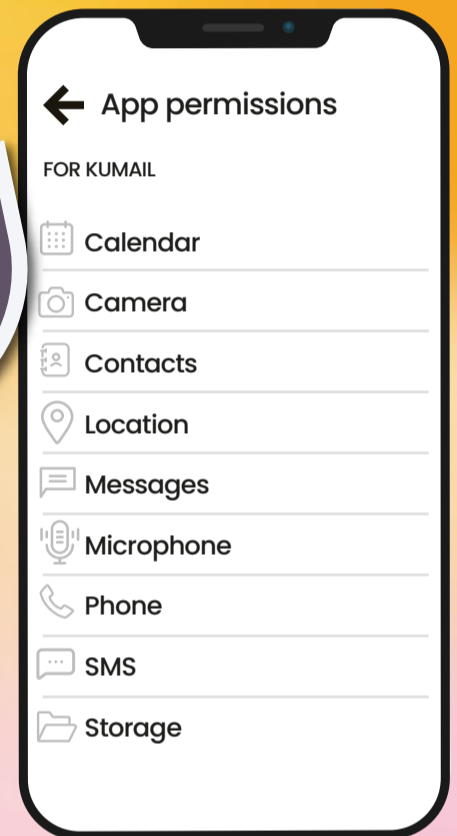 App permissions
FOR KUMAIL
Calendar
Camera
Contacts
Location
Messages
Microphone
Phone
SMS
Storage